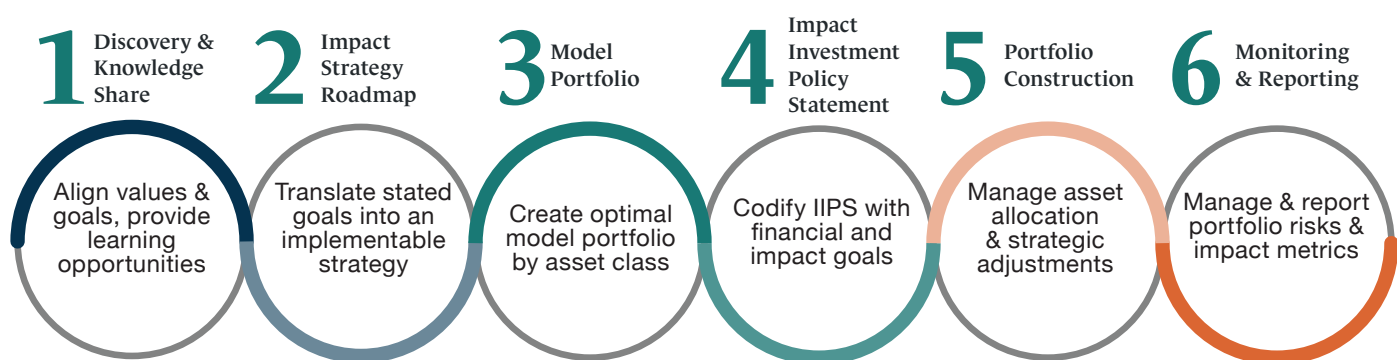 1
Discovery &
Knowledge
Share
2
Impact
Strategy
Roadmap
3
Model
Portfolio
4
Impact
Investment
Policy
Statement
5
Portfolio
Construction
6
Monitoring
& Reporting
Align values &
goals, provide
learning
opportunities
Translate stated
goals into an
implementable
strategy
Create optimal
model portfolio
by asset class
Codify IIPS with
financial and
impact goals
Manage asset
allocation
& strategic
adjustments
Manage & report
portfolio risks &
impact metrics